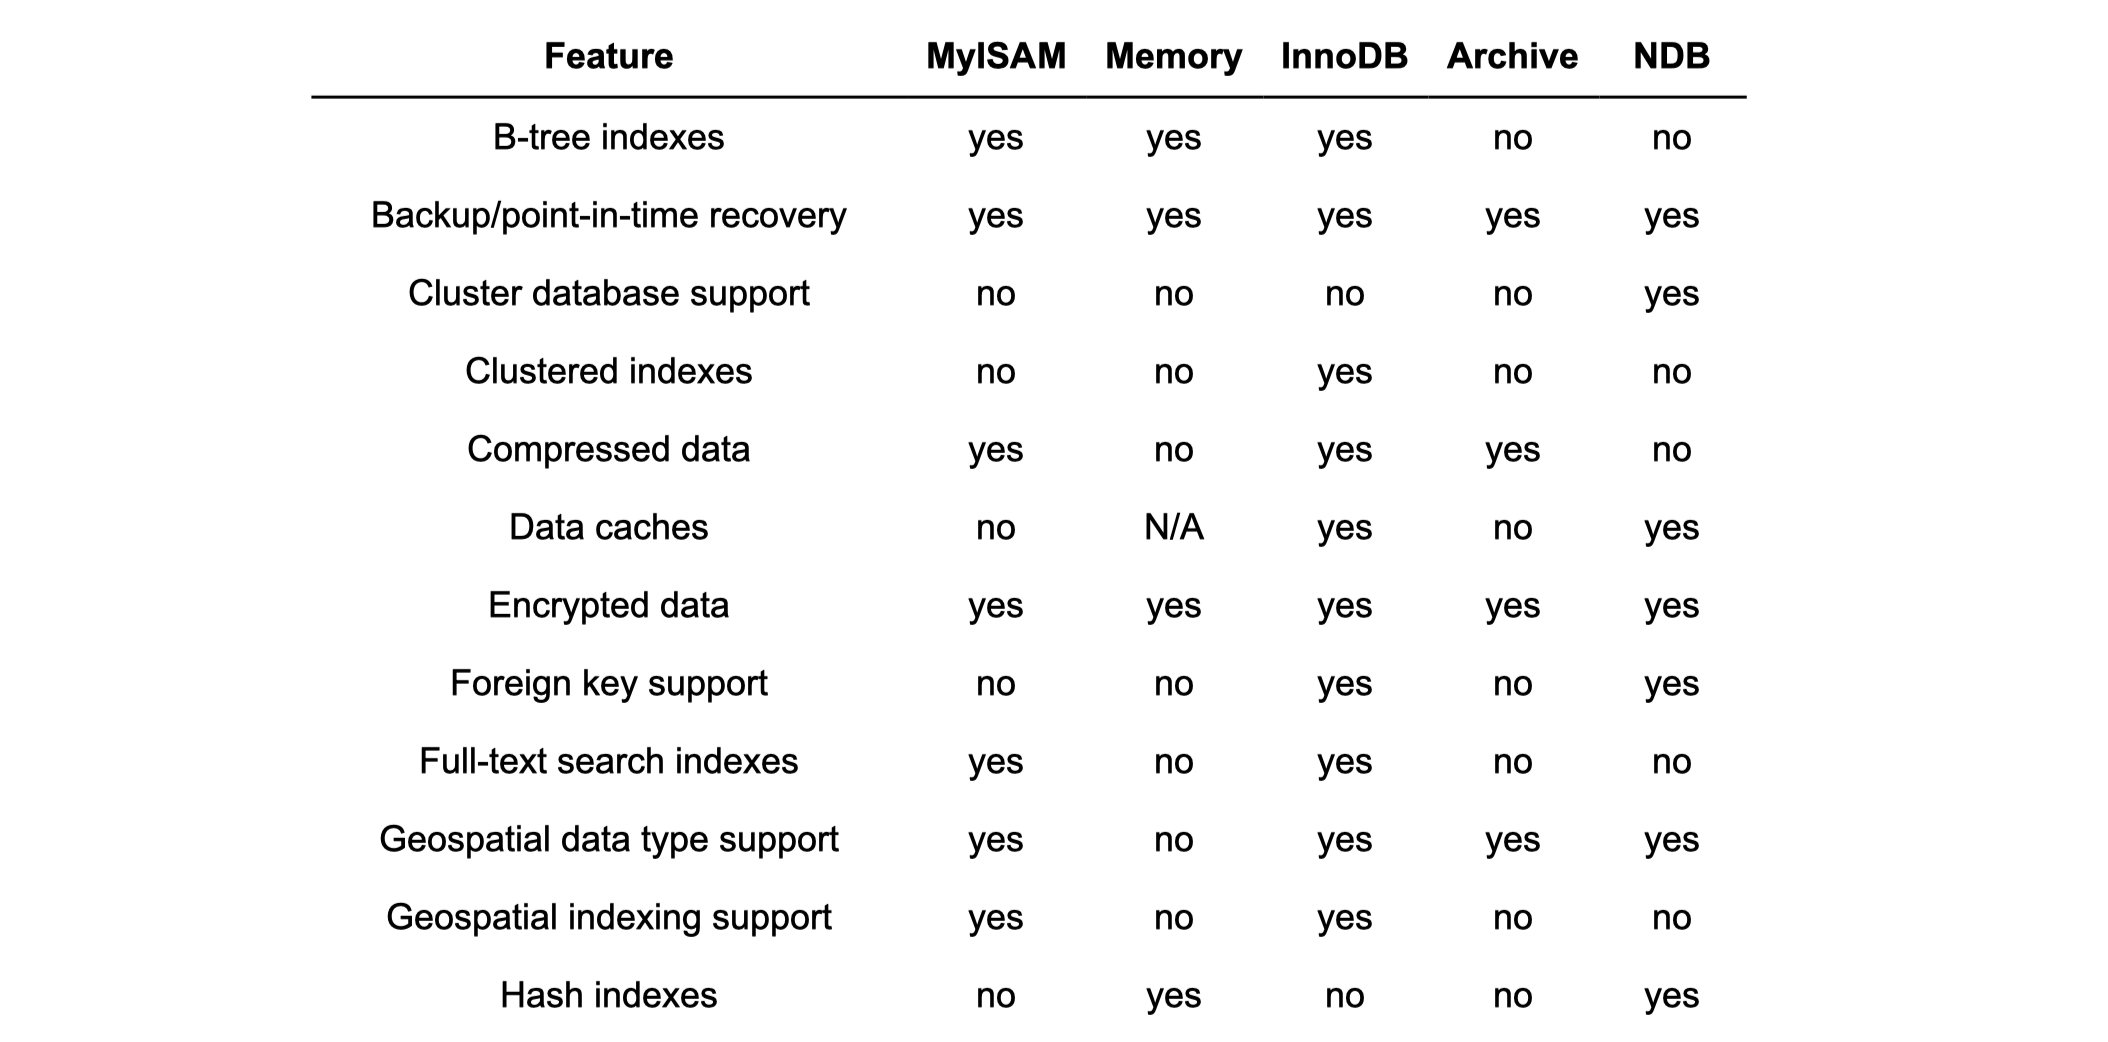 Feature MyISAM Memory InnoDB Archive NDB
B-tree indexes yes yes yes no no
Backup/point-in-time recovery yes yes yes yes yes
Cluster database support no no no no yes
Clustered indexes no no yes no no
Compressed data yes no yes yes no
Data caches no N/A yes no yes
Encrypted data yes yes yes yes yes
Foreign key support no no yes no yes
Full-text search indexes yes no yes no no
Geospatial data type support yes no yes yes yes
Geospatial indexing support yes no yes no no
Hash indexes no yes no no yes